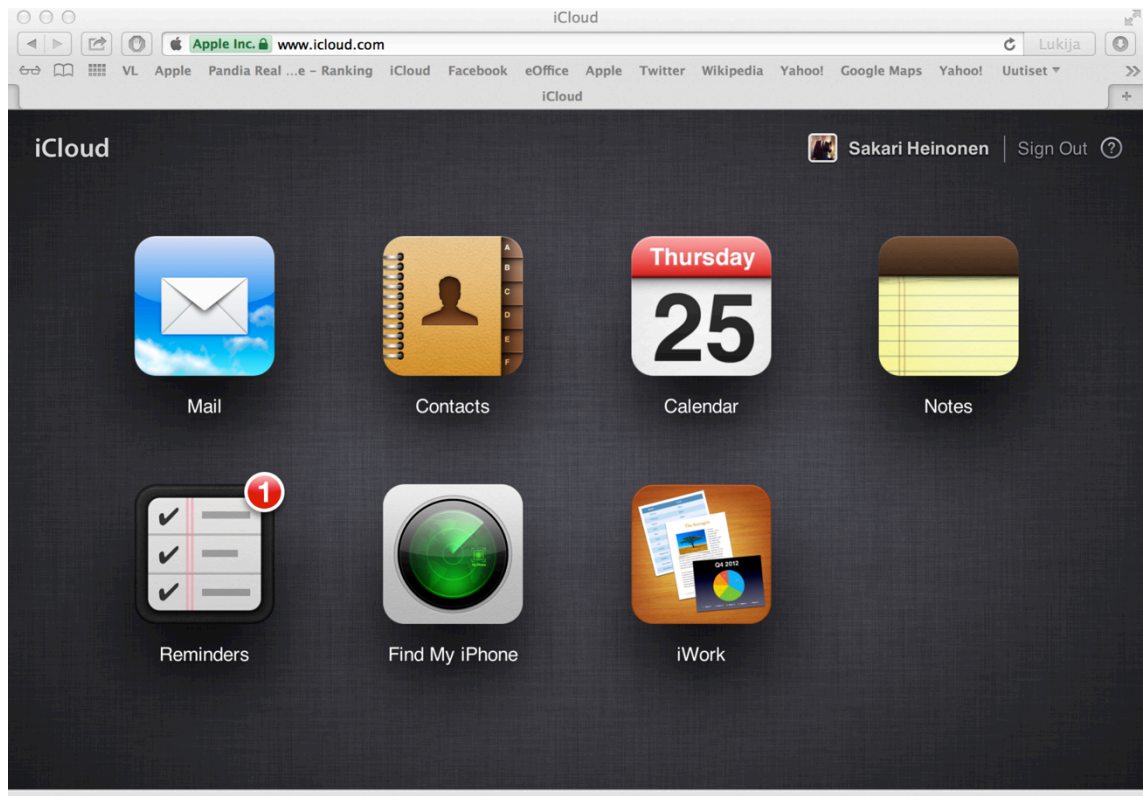 iCloud
Apple Inc. www.icloud.com Lukija
VL Apple Pandia Real ...e – Ranking iCloud Facebook eOffice Apple Twitter Wikipedia Yahoo! Google Maps Yahoo! Uutiset
iCloud
iCloud Sakari Heinonen Sign Out ?
A
B
C
D
E
F
Thursday
25
Mail Contacts Calendar Notes
1
Q4 2012
Reminders Find My iPhone iWork